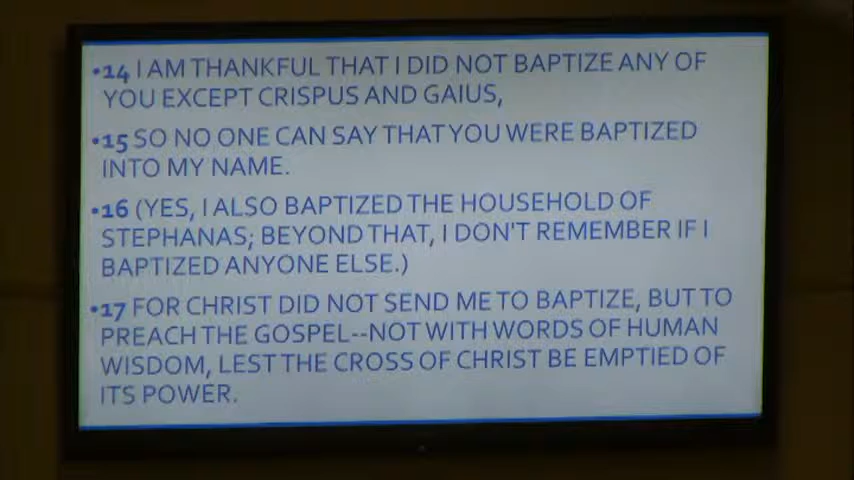 •14 I AM THANKFUL THAT I DID NOT BAPTIZE ANY OF
YOU EXCEPT CRISPUS AND GAIUS,
•15 SO NO ONE CAN SAY THAT YOU WERE BAPTIZED
INTO MY NAME.
•16 (YES, I ALSO BAPTIZED THE HOUSEHOLD OF
STEPHANAS; BEYOND THAT, I DON'T REMEMBER IF I
BAPTIZED ANYONE ELSE.)
•17 FOR CHRIST DID NOT SEND ME TO BAPTIZE, BUT TO
PREACH THE GOSPEL--NOT WITH WORDS OF HUMAN
WISDOM, LEST THE CROSS OF CHRIST BE EMPTIED OF
ITS POWER.